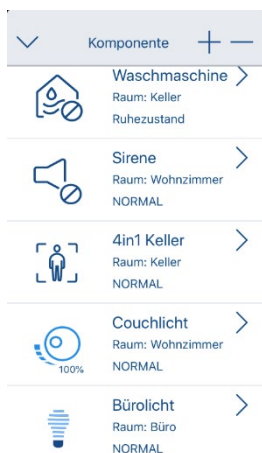 Komponente
Waschmaschine
Raum: Keller
Ruhezustand
Sirene
Raum: Wohnzimmer
NORMAL
4in1 Keller
Raum: Keller
NORMAL
Couchlicht
Raum: Wohnzimmer
NORMAL
100%
Bürolicht
Raum: Büro
NORMAL